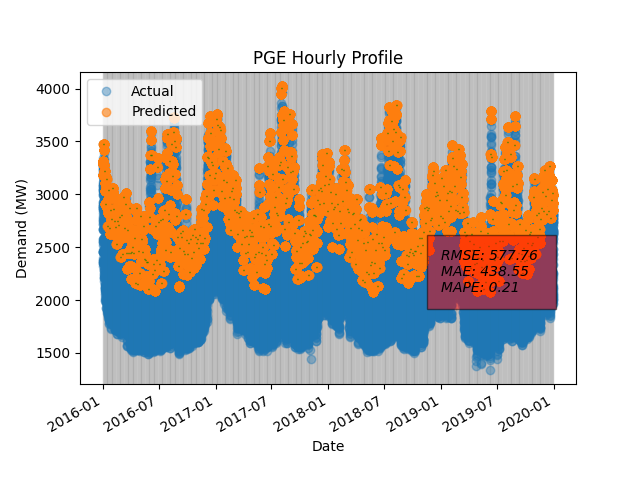 PGE Hourly Profile
Actual
Predicted
4000
3500
3000
2500
2000
1500
Demand (MW)
RMSE: 577.76
MAE: 438.55
MAPE: 0.21
2016-01
2016-07
2017-01
2017-07
2018-01
2018-07
2019-01
2019-07
2020-01
Date